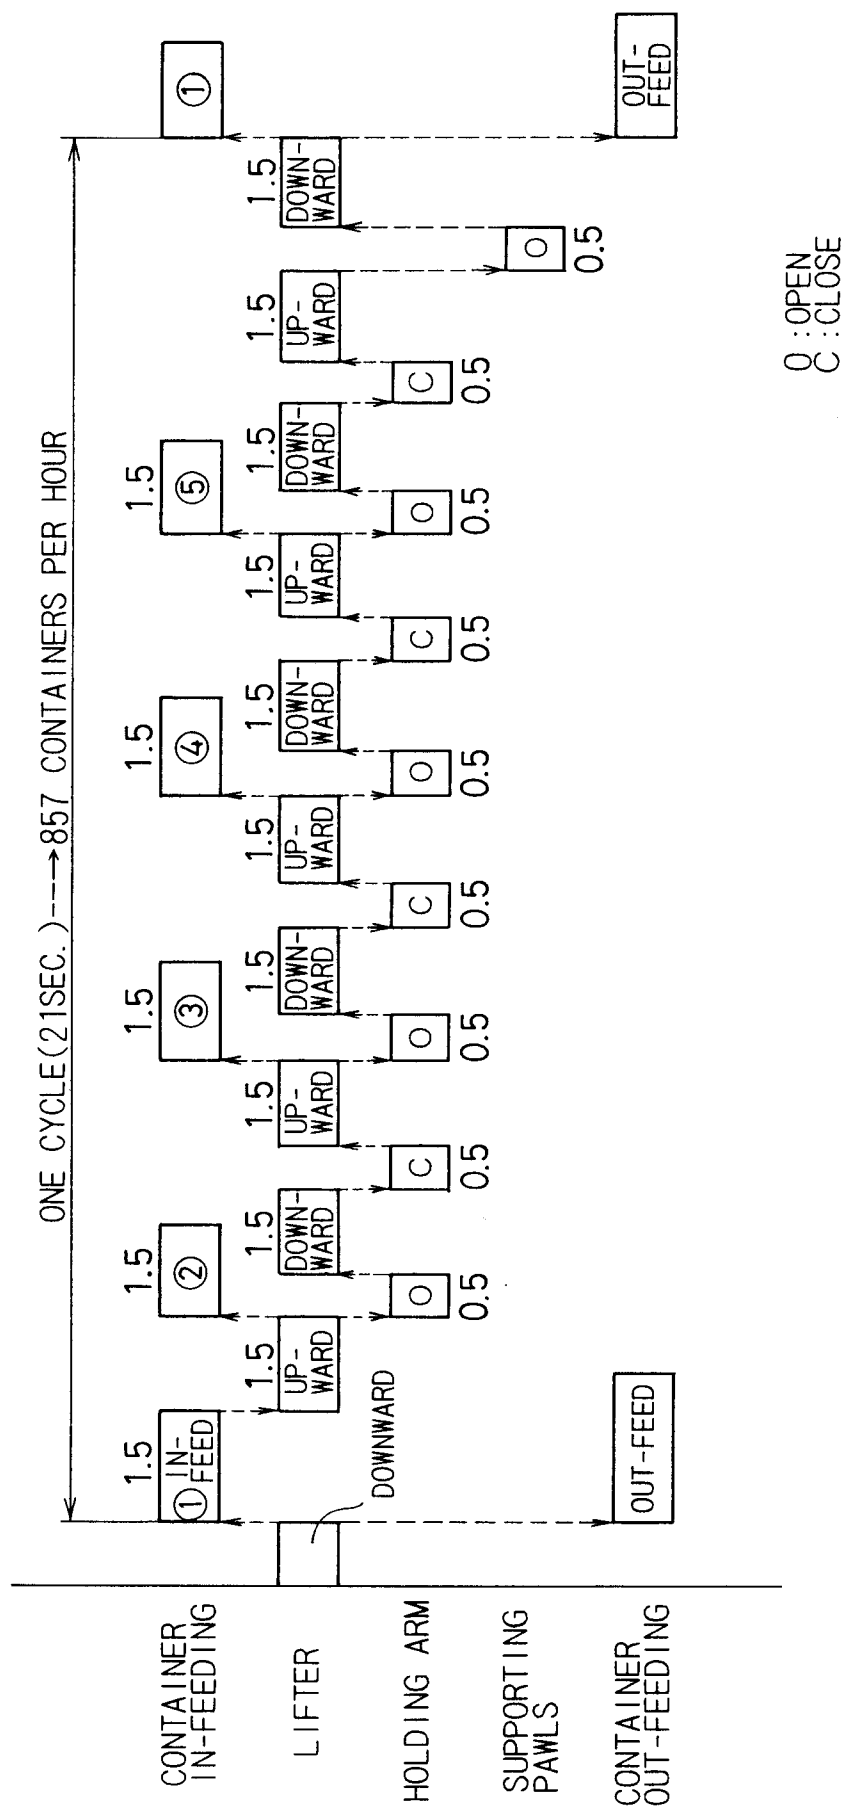 ONE CYCLE(21SEC.)---→857 CONTAINERS PER HOUR
CONTAINER
IN-FEEDING
1.5
① IN-
FEED
1.5
②
1.5
③
1.5
④
1.5
⑤
①
LIFTER
DOWNWARD
1.5
UP-
WARD
1.5
DOWN-
WARD
1.5
UP-
WARD
1.5
DOWN-
WARD
1.5
UP-
WARD
1.5
DOWN-
WARD
1.5
UP-
WARD
1.5
DOWN-
WARD
1.5
UP-
WARD
1.5
DOWN-
WARD
HOLDING ARM
O
0.5
C
0.5
O
0.5
C
0.5
O
0.5
C
0.5
O
0.5
C
0.5
SUPPORTING
PAWLS
O
0.5
CONTAINER
OUT-FEEDING
OUT-FEED
OUT-
FEED
O :OPEN
C :CLOSE